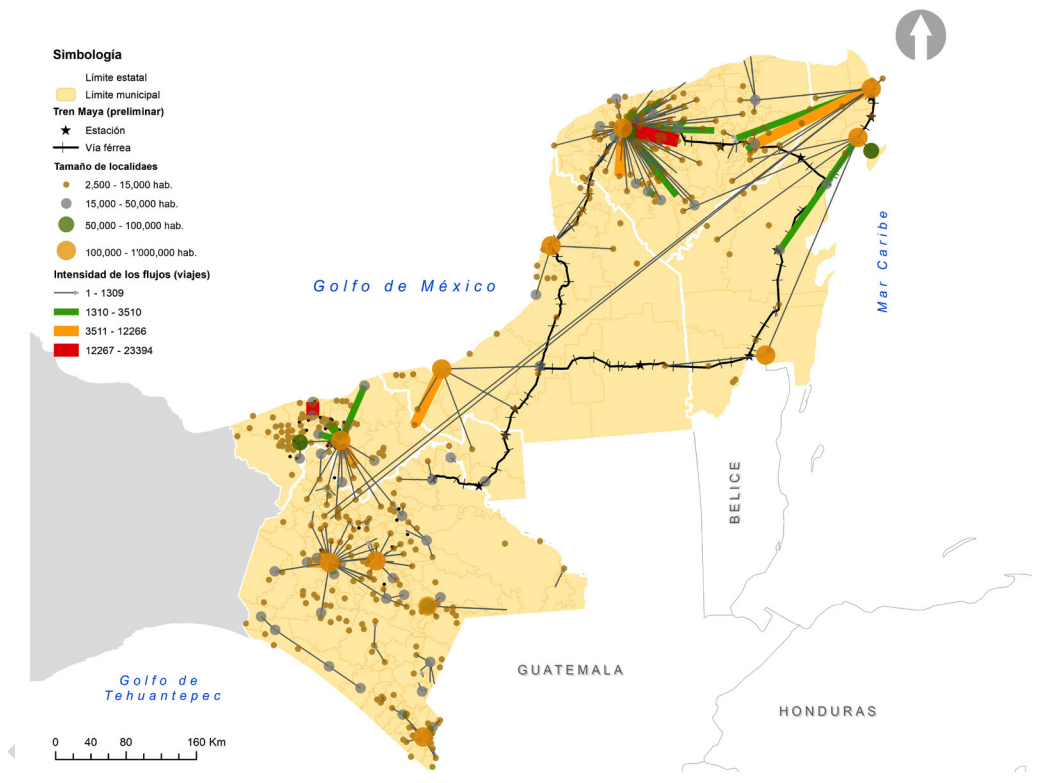 Simbología
Límite estatal
Límite municipal
Tren Maya (preliminar)
Estación
Vía férrea
Tamaño de localidaes
2,500 - 15,000 hab.
15,000 - 50,000 hab.
50,000 - 100,000 hab.
100,000 - 1'000,000 hab.
Intensidad de los flujos (viajes)
1 - 1309
1310 - 3510
3511 - 12266
12267 - 23394
Golfo de México
Mar Caribe
BELICE
GUATEMALA
HONDURAS
Golfo de
Tehuantepec
0 40 80 160 Km